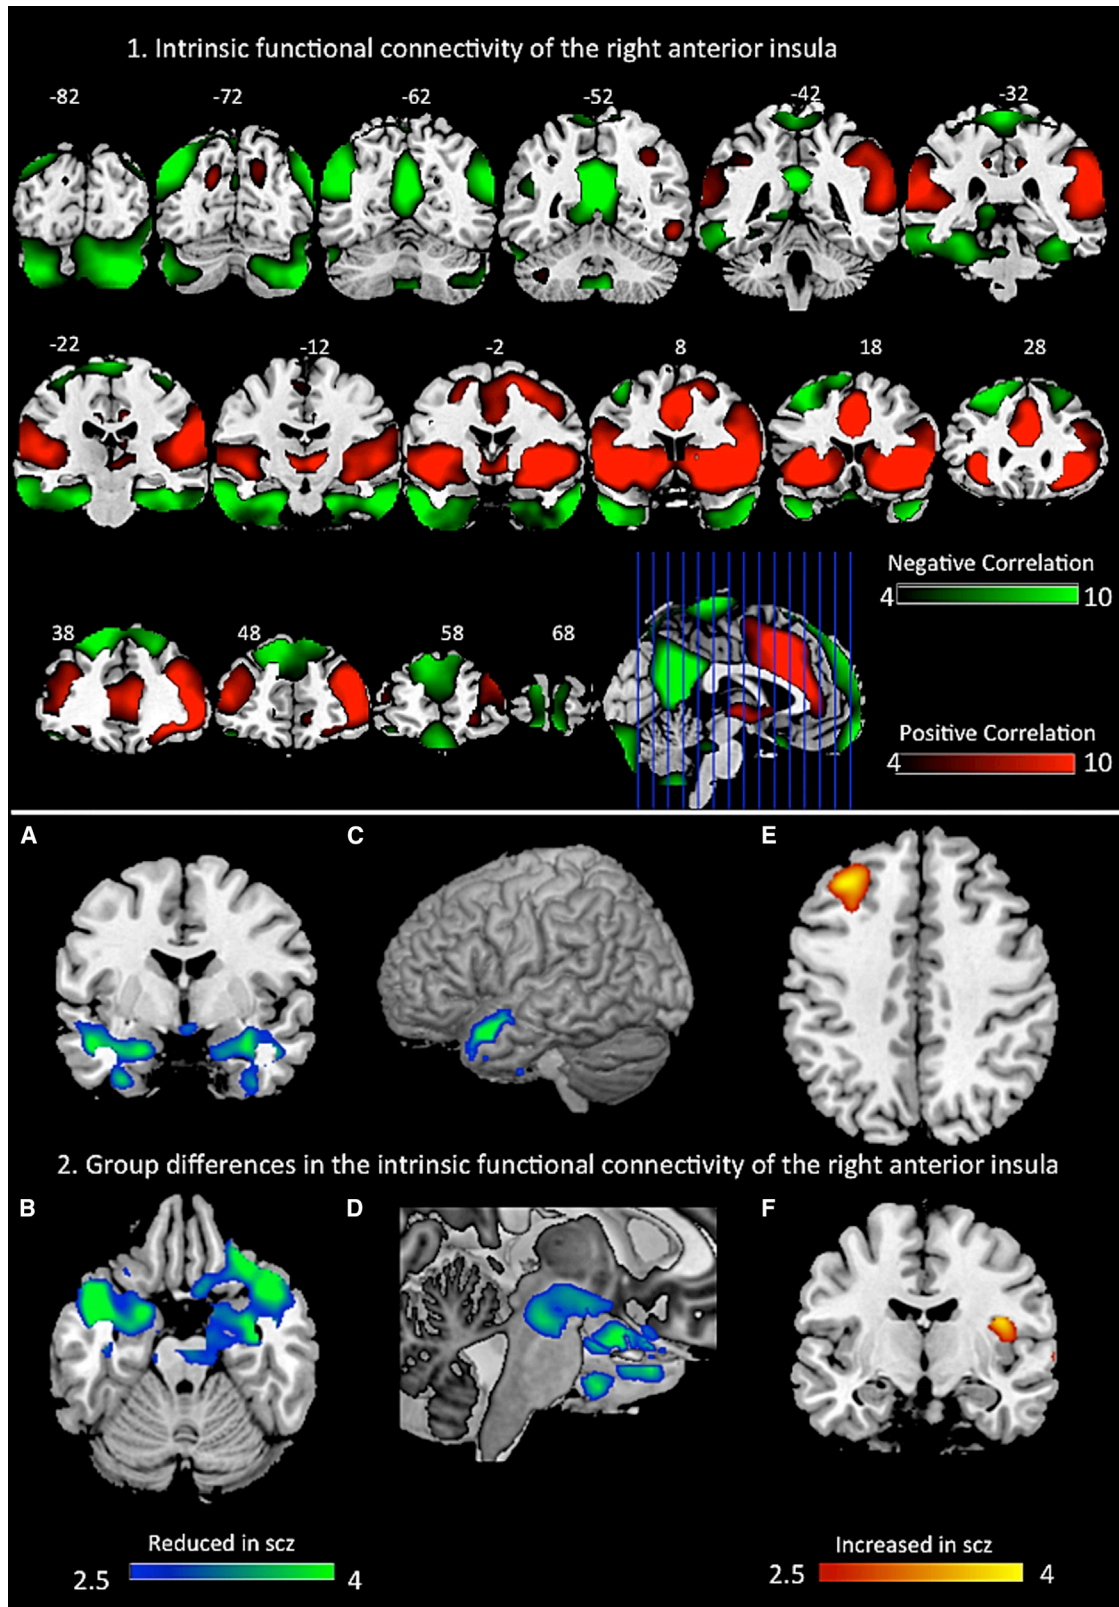 1. Intrinsic functional connectivity of the right anterior insula
-82 -72 -62 -52 -42 -32
-22 -12 -2 8 18 28
Negative Correlation
4 10
38 48 58 68
Positive Correlation
4 10
A C E
2. Group differences in the intrinsic functional connectivity of the right anterior insula
B D F
Reduced in scz
2.5 4
Increased in scz
2.5 4